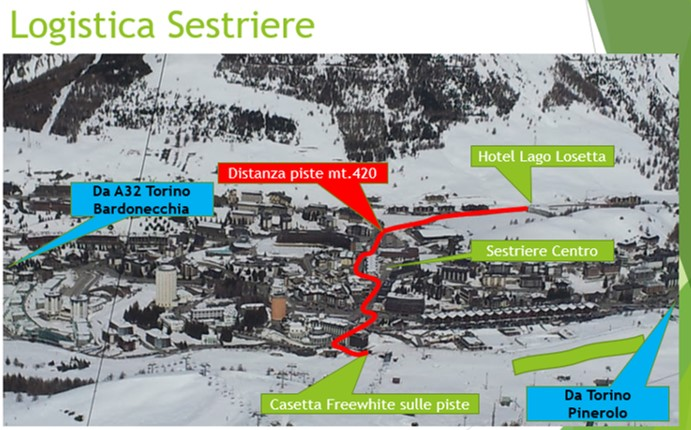 Logistica Sestriere
Hotel Lago Losetta
Distanza piste mt.420
Da A32 Torino
Bardonecchia
Sestriere Centro
Casetta Freewhite sulle piste
Da Torino
Pinerolo